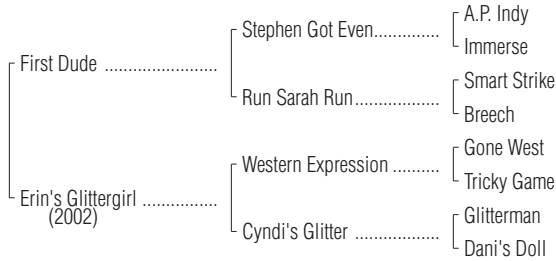 A.P. Indy
Stephen Got Even..............
Immerse
First Dude .......................
Smart Strike
Run Sarah Run..................
Breech
Gone West
Western Expression ..........
Tricky Game
Erin's Glittergirl ................
(2002)
Glitterman
Cyndi's Glitter ..................
Dani's Doll